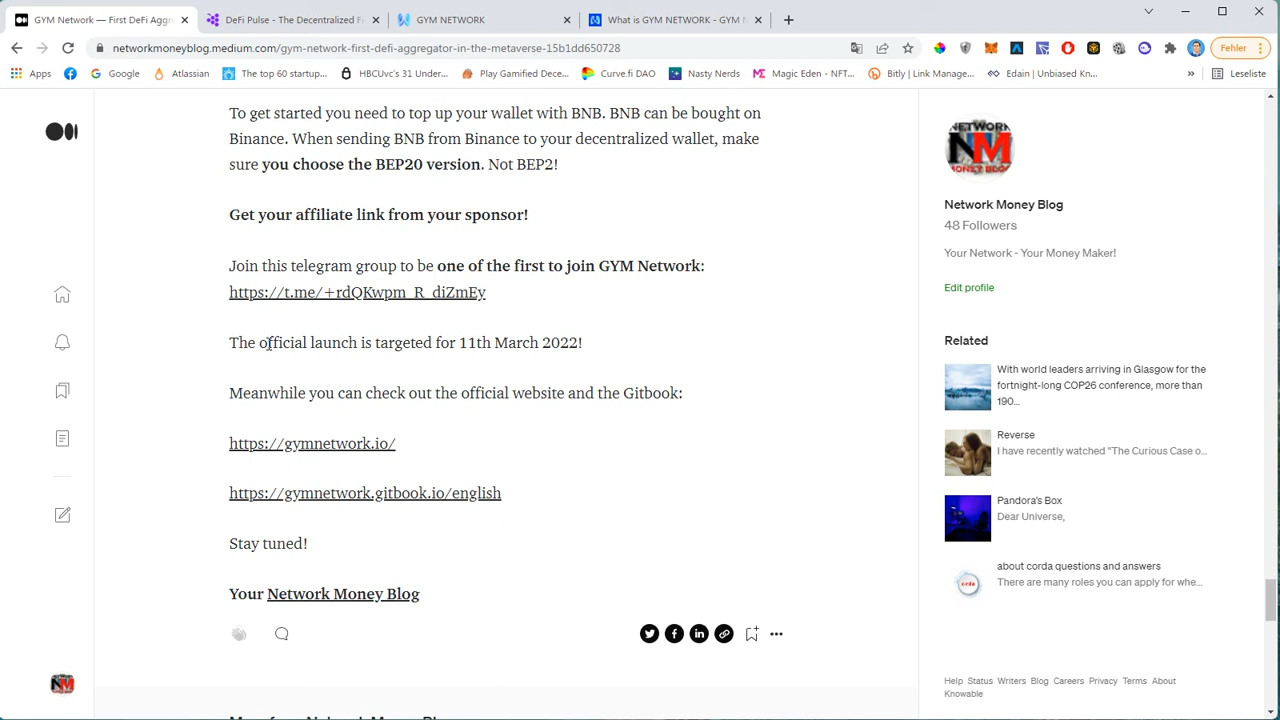 GYM Network — First DeFi Aggr
DeFi Pulse - The Decentralized Fi
GYM NETWORK
What is GYM NETWORK - GYM N
networkmoneyblog.medium.com/gym-network-first-defi-aggregator-in-the-metaverse-15b1dd650728
Fehler
Apps
Google
Atlassian
The top 60 startup...
HBCUvc's 31 Under...
Play Gamified Dece...
Curve.fi DAO
Nasty Nerds
Magic Eden - NFT...
Bitly | Link Manage...
Edain | Unbiased Kn...
»
Leseliste
To get started you need to top up your wallet with BNB. BNB can be bought on
Binance. When sending BNB from Binance to your decentralized wallet, make
sure you choose the BEP20 version. Not BEP2!
Get your affiliate link from your sponsor!
Join this telegram group to be one of the first to join GYM Network:
https://t.me/+rdQKwpm_R_diZmEy
The official launch is targeted for 11th March 2022!
Meanwhile you can check out the official website and the Gitbook:
https://gymnetwork.io/
https://gymnetwork.gitbook.io/english
Stay tuned!
Your Network Money Blog
NETWORK
NM
MONEY BLOG
Network Money Blog
48 Followers
Your Network - Your Money Maker!
Edit profile
Related
With world leaders arriving in Glasgow for the
fortnight-long COP26 conference, more than
190...
Reverse
I have recently watched "The Curious Case o...
Pandora's Box
Dear Universe,
c·rda
about corda questions and answers
There are many roles you can apply for whe...
Help Status Writers Blog Careers Privacy Terms About
Knowable
NM